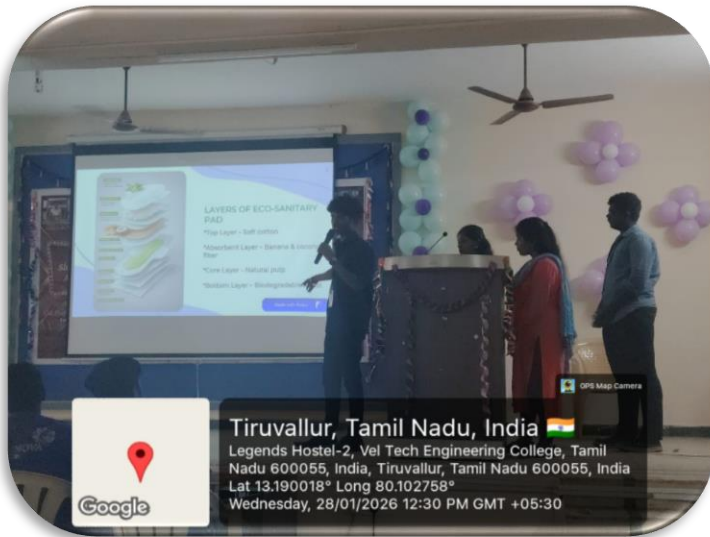 LAYERS OF ECO-SANITARY
PAD
*Top Layer - Soft cotton
*Absorbent Layer - Banana &
fiber
*Core Layer - Natural pulp
*Bottom Layer - Biodegradable
GPS Map Camera
Google
Tiruvallur, Tamil Nadu, India
Legends Hostel-2, Vel Tech Engineering College, Tamil
Nadu 600055, India, Tiruvallur, Tamil Nadu 600055, India
Lat 13.190018° Long 80.102758°
Wednesday, 28/01/2026 12:30 PM GMT +05:30